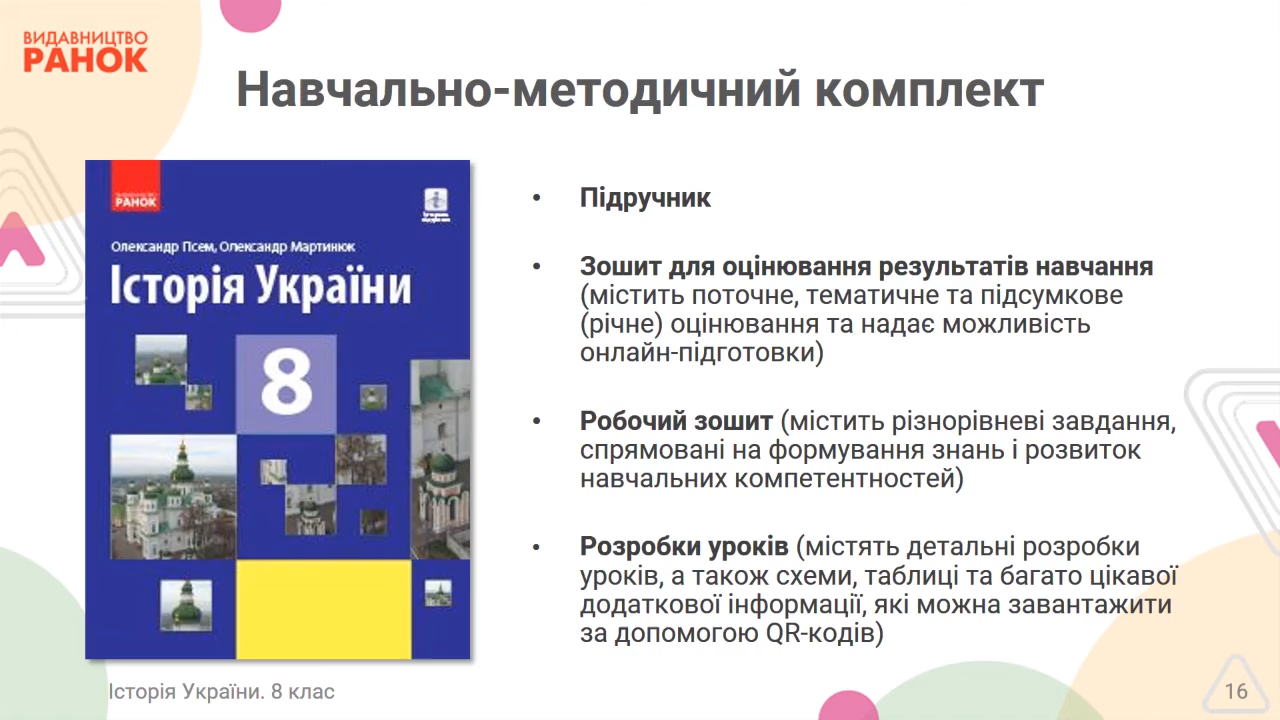 ВИДАВНИЦТВО
РАНОК
Навчально-методичний комплект
РАНОК
Олександр Гісем, Олександр Мартинюк
Історія України
8
• Підручник
• Зошит для оцінювання результатів навчання
(містить поточне, тематичне та підсумкове
(річне) оцінювання та надає можливість
онлайн-підготовки)
• Робочий зошит (містить різнорівневі завдання,
спрямовані на формування знань і розвиток
навчальних компетентностей)
• Розробки уроків (містять детальні розробки
уроків, а також схеми, таблиці та багато цікавої
додаткової інформації, які можна завантажити
за допомогою QR-кодів)
Історія України. 8 клас
16